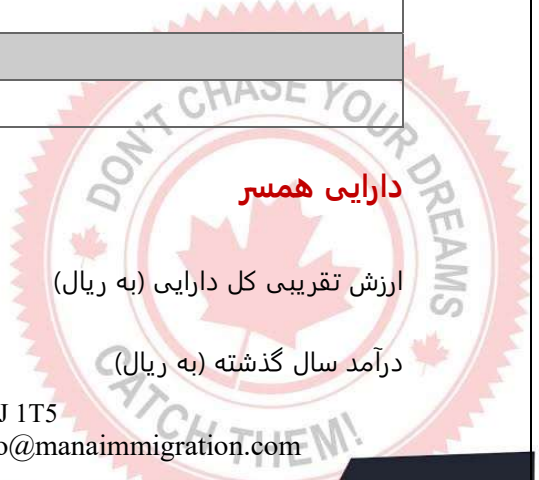 DON'T CHASE YOUR DREAMS
دارایی همسر
ارزش تقریبی کل دارایی (به ریال)
درآمد سال گذشته (به ریال)
CATCH THEM!
J 1T5
o@manaimmigration.com